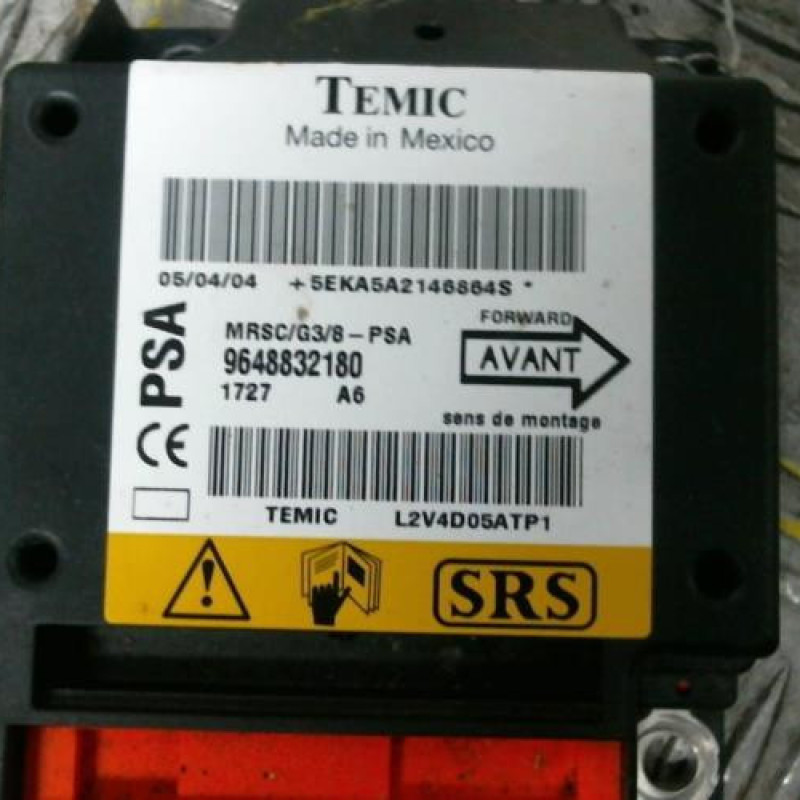 TEMIC
Made in Mexico
05/04/04 +5EKA5A2146864S *
PSA
MRSC/G3/8-PSA
9648832180
1727 A6
FORWARD
AVANT
sens de montage
CE
TEMIC L2V4D05ATP1
!
SRS